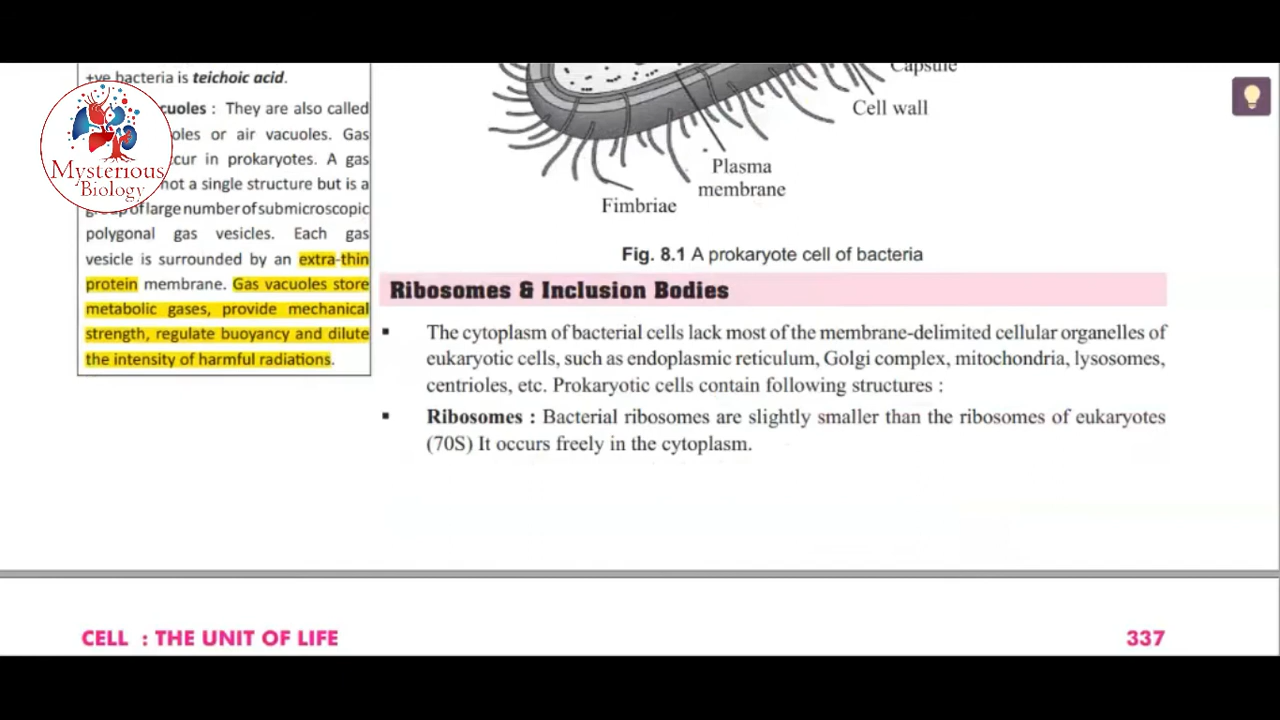 +ve bacteria is teichoic acid.
cuoles : They are also called
oles or air vacuoles. Gas
cur in prokaryotes. A gas
not a single structure but is a
of large number of submicroscopic
polygonal gas vesicles. Each gas
vesicle is surrounded by an extra-thin
protein membrane. Gas vacuoles store
metabolic gases, provide mechanical
strength, regulate buoyancy and dilute
the intensity of harmful radiations.
Mysterious
Biology
Capsule
Cell wall
Plasma
membrane
Fimbriae
Fig. 8.1 A prokaryote cell of bacteria
Ribosomes & Inclusion Bodies
▪ The cytoplasm of bacterial cells lack most of the membrane-delimited cellular organelles of
eukaryotic cells, such as endoplasmic reticulum, Golgi complex, mitochondria, lysosomes,
centrioles, etc. Prokaryotic cells contain following structures :
▪ Ribosomes : Bacterial ribosomes are slightly smaller than the ribosomes of eukaryotes
(70S) It occurs freely in the cytoplasm.
CELL : THE UNIT OF LIFE
337